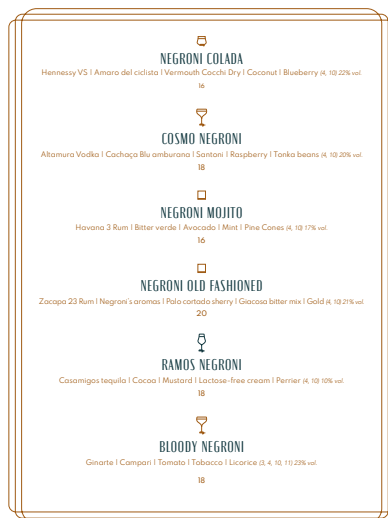 NEGRONI COLADA
Hennessy VS | Amaro del ciclista | Vermouth Cocchi Dry | Coconut | Blueberry (4, 10) 22% vol.
16
COSMO NEGRONI
Altamura Vodka | Cachaça Blu amburana | Santoni | Raspberry | Tonka beans (4, 10) 20% vol.
18
NEGRONI MOJITO
Havana 3 Rum | Bitter verde | Avocado | Mint | Pine Cones (4, 10) 17% vol.
16
NEGRONI OLD FASHIONED
Zacapa 23 Rum | Negroni's aromas | Palo cortado sherry | Giacosa bitter mix | Gold (4, 10) 21% vol.
20
RAMOS NEGRONI
Casamigos tequila | Cocoa | Mustard | Lactose-free cream | Perrier (4, 10) 10% vol.
18
BLOODY NEGRONI
Ginarte | Campari | Tomato | Tobacco | Licorice (3, 4, 10, 11) 23% vol.
18